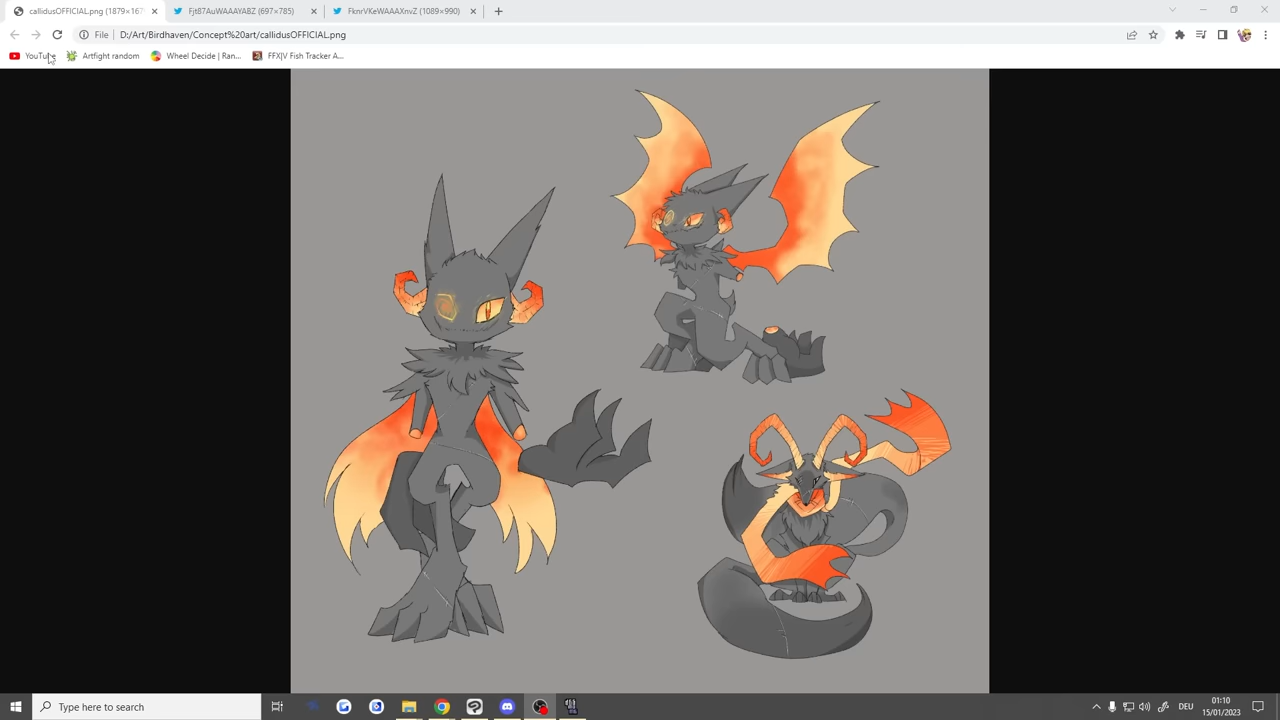 callidusOFFICIAL.png (1879×167
Fjt87AuWAAAYABZ (697×785)
FknrVKeWAAAXnvZ (1089×990)
File
D:/Art/Birdhaven/Concept%20art/callidusOFFICIAL.png
YouTube
Artfight random
Wheel Decide | Ran...
FFX|V Fish Tracker A...
Type here to search
DEU
01:10
15/01/2023